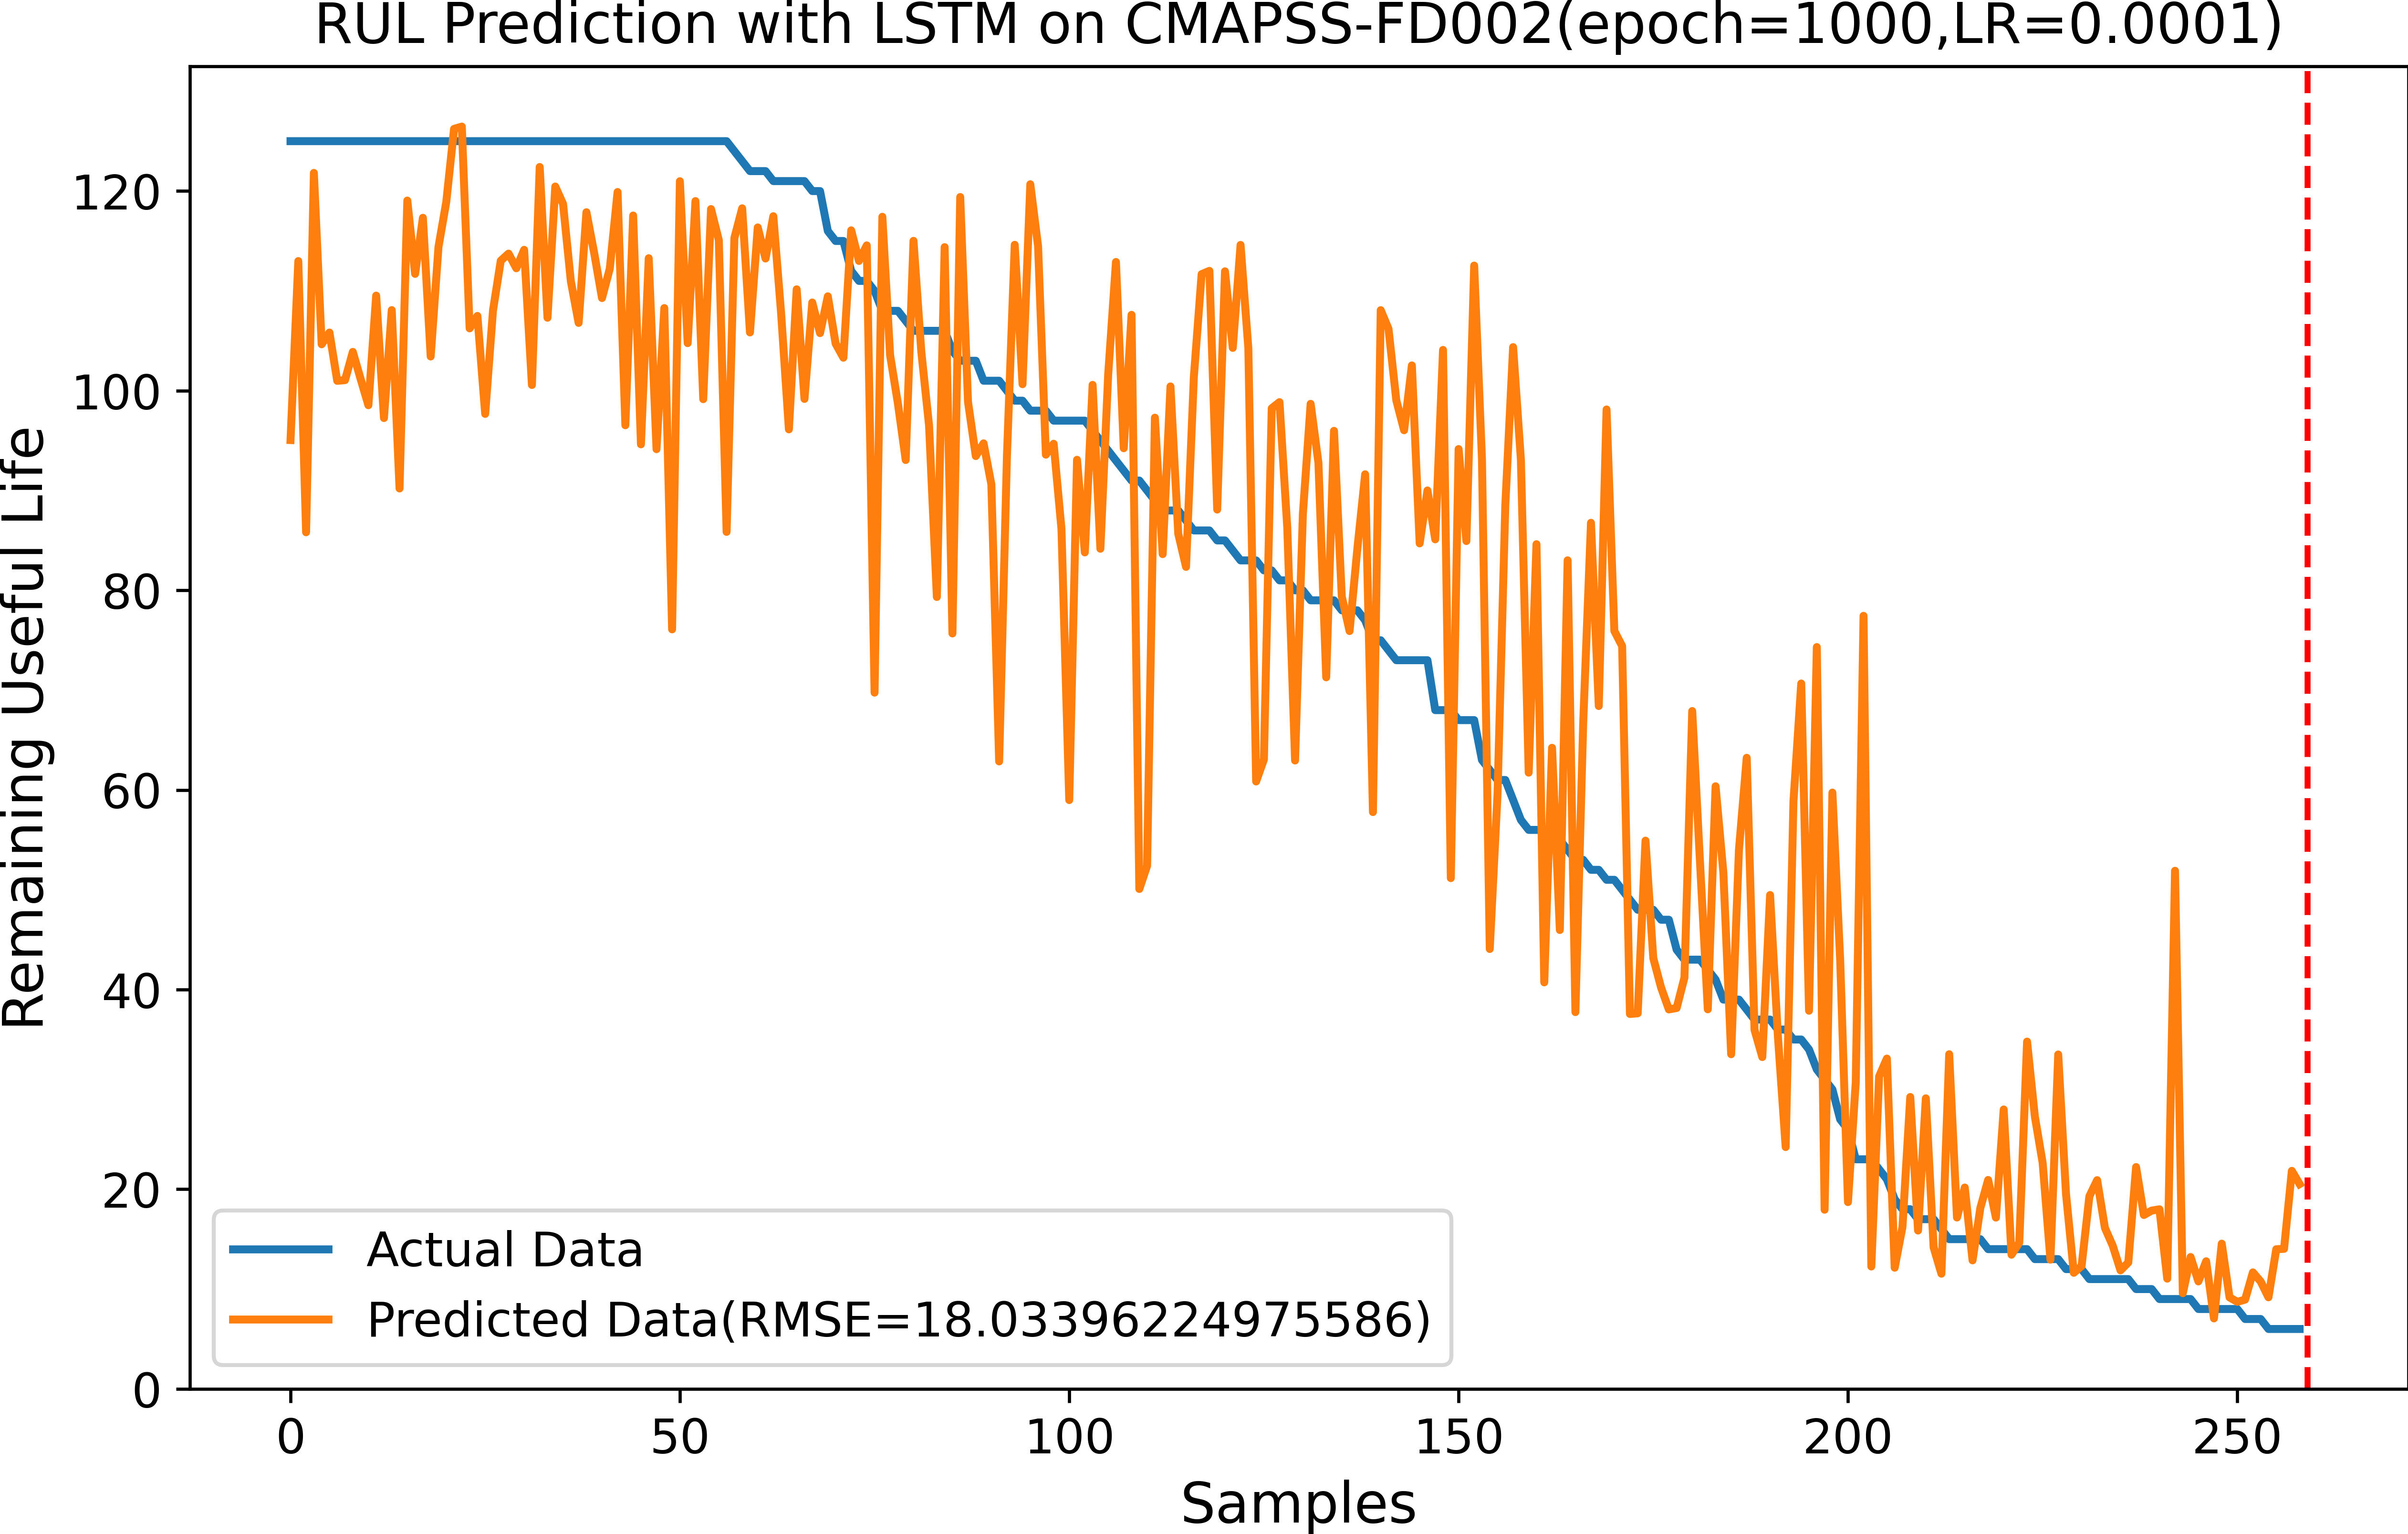 RUL Prediction with LSTM on CMAPSS-FD002(epoch=1000,LR=0.0001)
Remaining Useful Life
120
100
80
60
40
20
0
Actual Data
Predicted Data(RMSE=18.03396224975586)
0 50 100 150 200 250
Samples